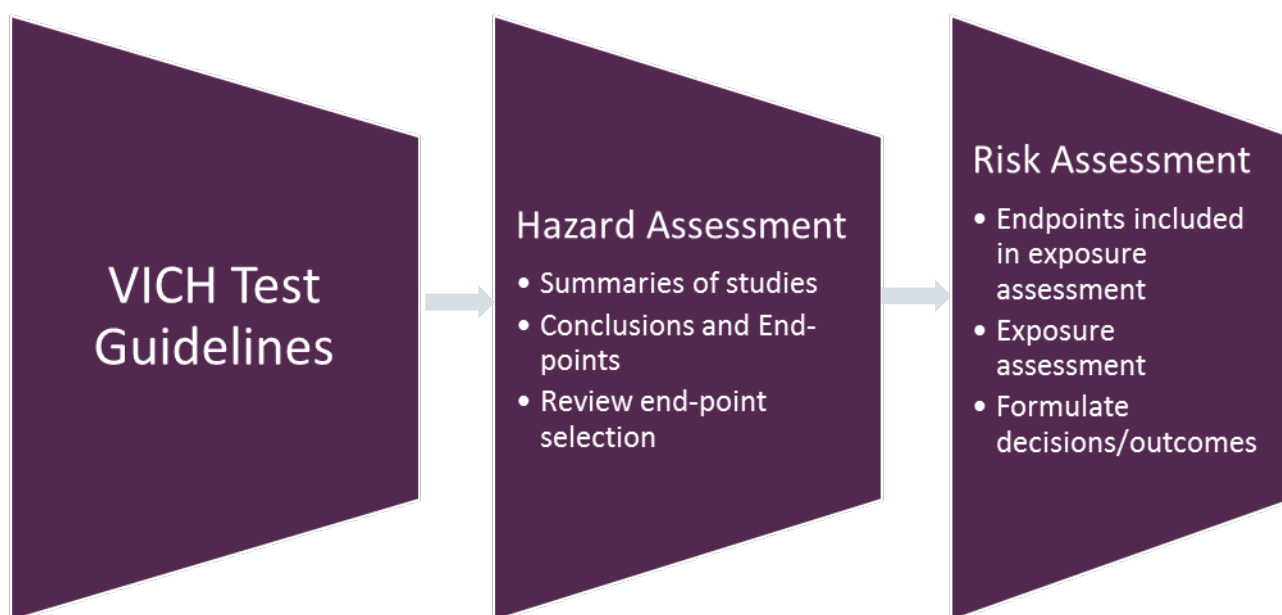 VICH Test
Guidelines
Hazard Assessment
• Summaries of studies
• Conclusions and End-
points
• Review end-point
selection
Risk Assessment
• Endpoints included
in exposure
assessment
• Exposure
assessment
• Formulate
decisions/outcomes